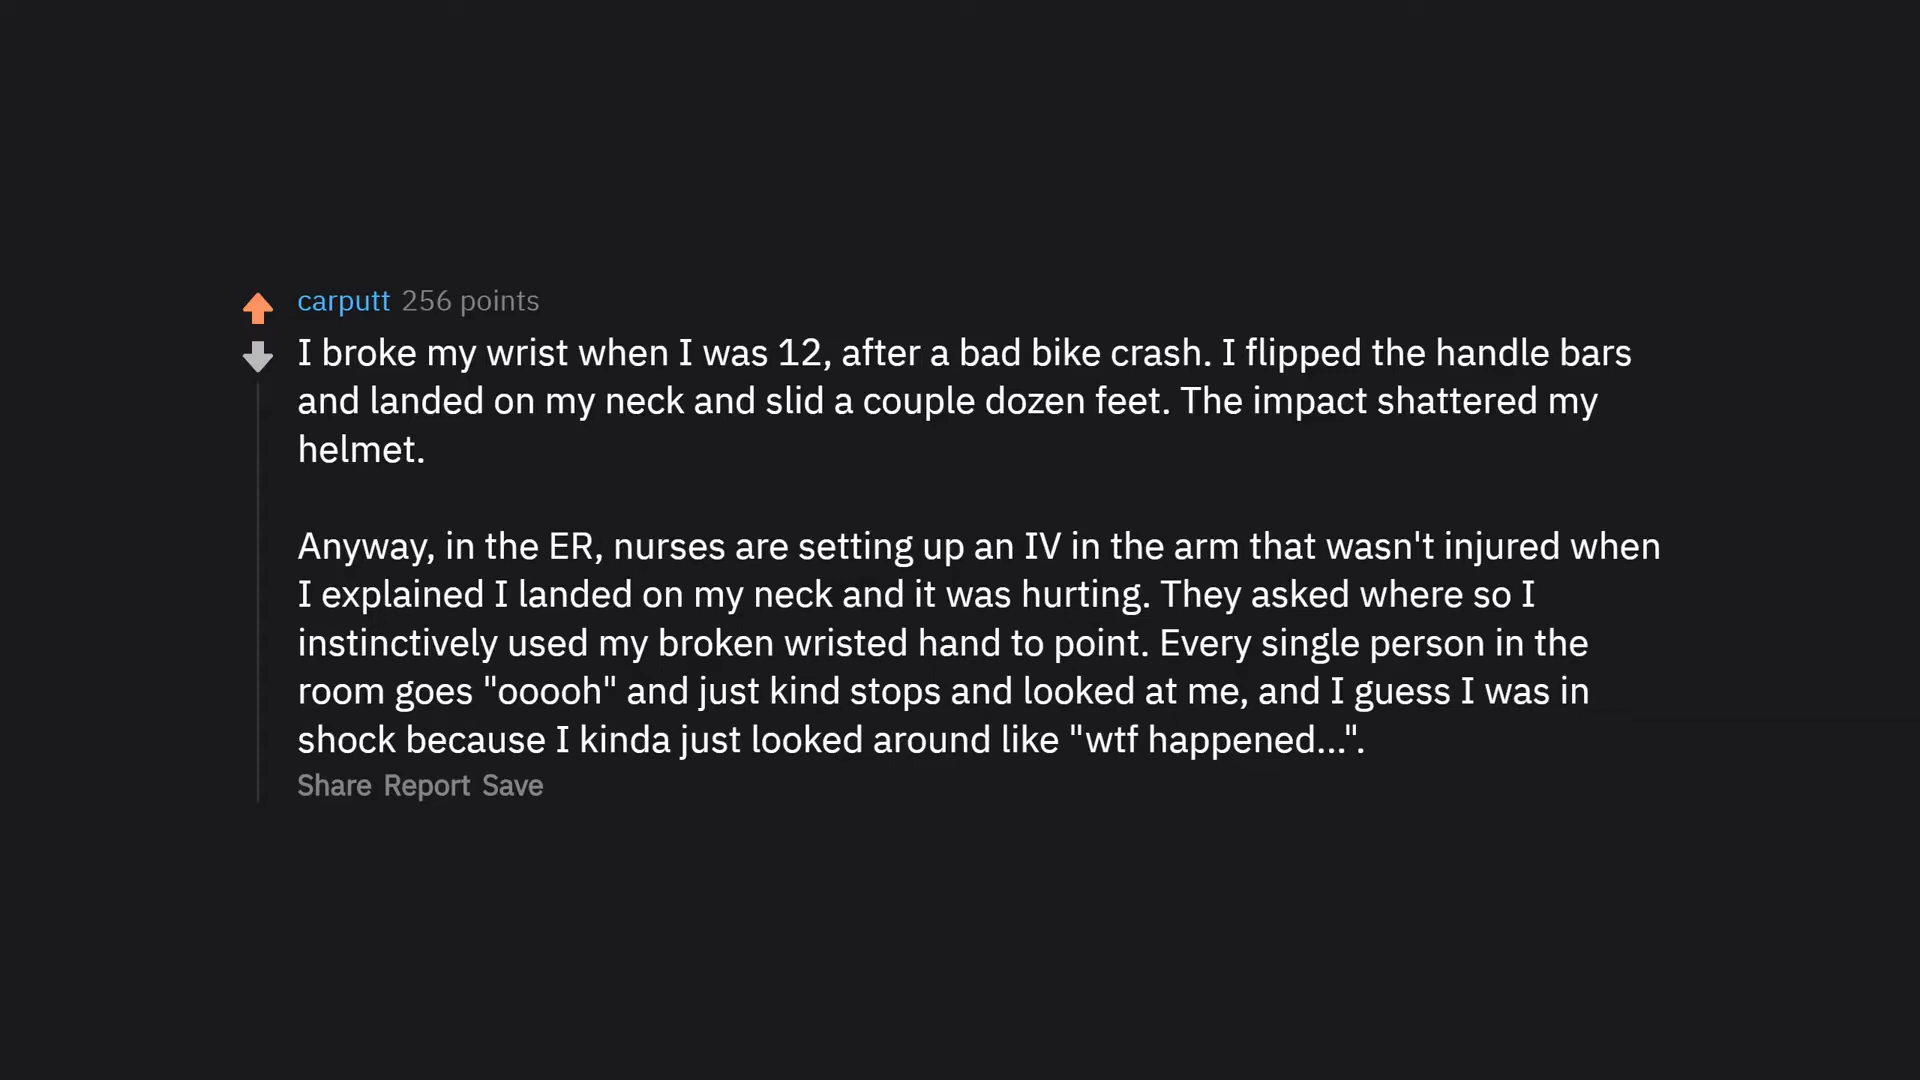 carputt 256 points
I broke my wrist when I was 12, after a bad bike crash. I flipped the handle bars
and landed on my neck and slid a couple dozen feet. The impact shattered my
helmet.
Anyway, in the ER, nurses are setting up an IV in the arm that wasn't injured when
I explained I landed on my neck and it was hurting. They asked where so I
instinctively used my broken wristed hand to point. Every single person in the
room goes "ooooh" and just kind stops and looked at me, and I guess I was in
shock because I kinda just looked around like "wtf happened...".
Share Report Save